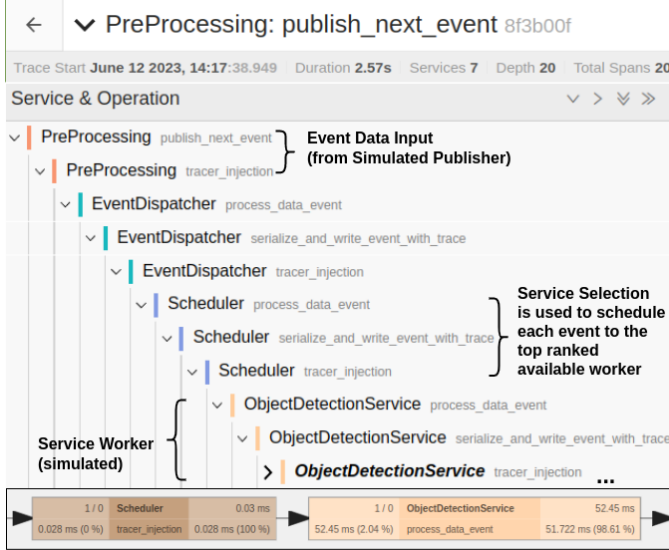 PreProcessing: publish_next_event 8f3b00f
Trace Start June 12 2023, 14:17:38.949 Duration 2.57s Services 7 Depth 20 Total Spans 20
Service & Operation
PreProcessing publish_next_event
PreProcessing tracer_injection
Event Data Input
(from Simulated Publisher)
EventDispatcher process_data_event
EventDispatcher serialize_and_write_event_with_trace
EventDispatcher tracer_injection
Scheduler process_data_event
Scheduler serialize_and_write_event_with_trace
Scheduler tracer_injection
Service Selection
is used to schedule
each event to the
top ranked
available worker
ObjectDetectionService process_data_event
ObjectDetectionService serialize_and_write_event_with_trace
ObjectDetectionService tracer_injection
...
Service Worker
(simulated)
1 / 0 Scheduler 0.03 ms
0.028 ms (0 %) tracer_injection 0.028 ms (100 %)
1 / 0 ObjectDetectionService 52.45 ms
52.45 ms (2.04 %) process_data_event 51.722 ms (98.61 %)